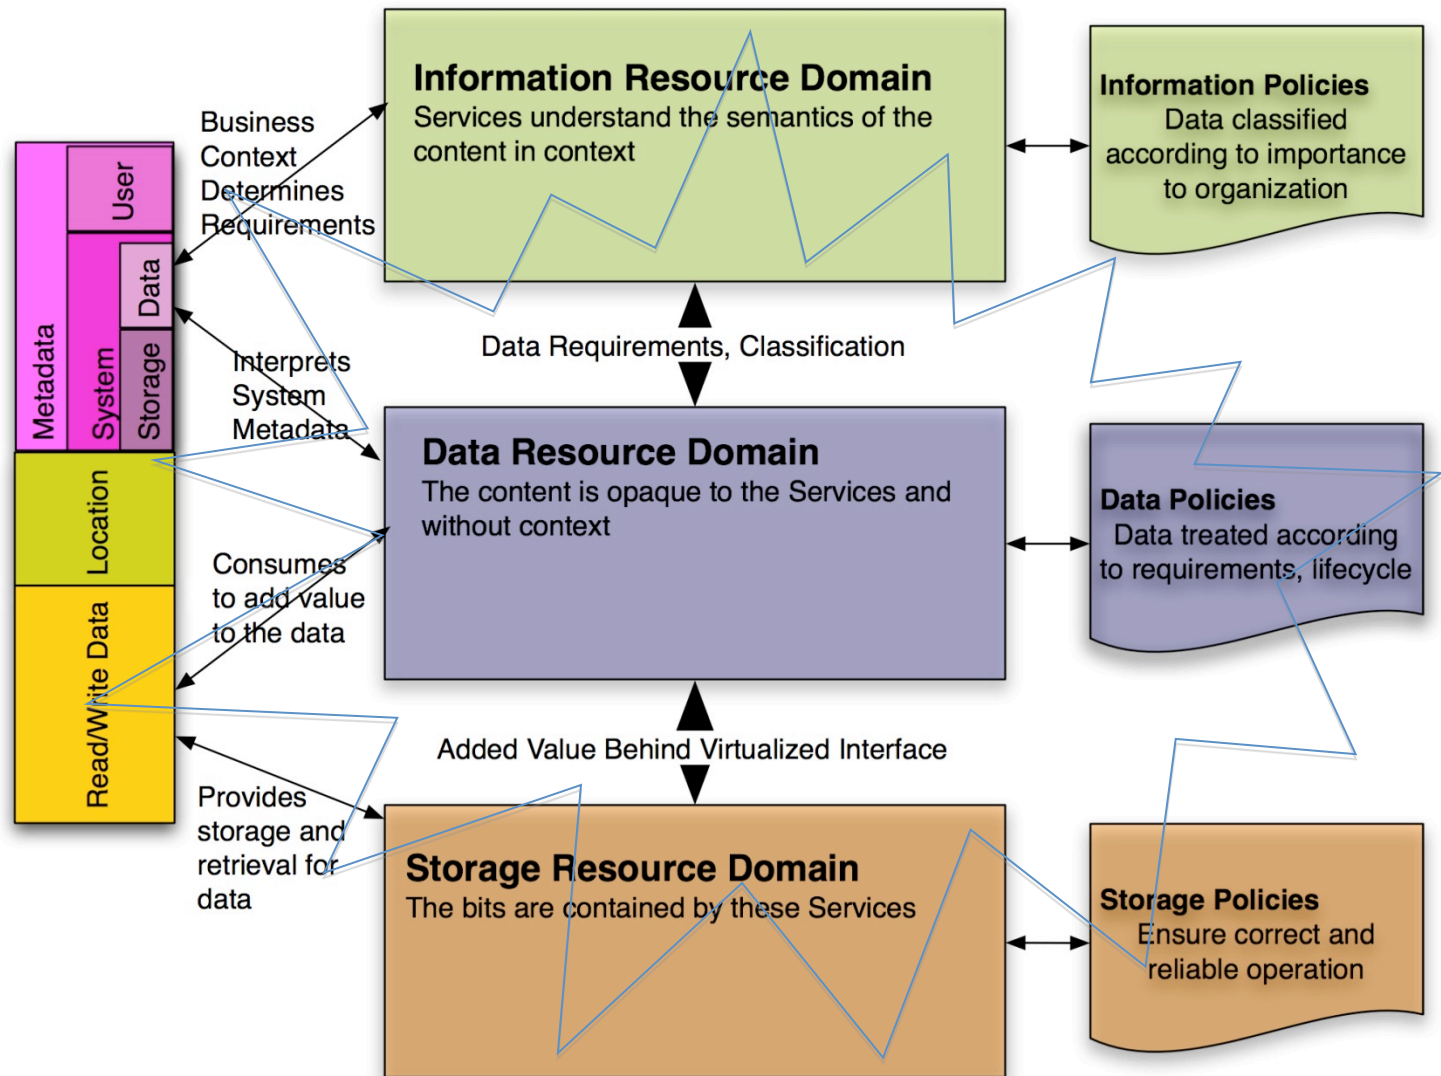 Information Resource Domain
Services understand the semantics of the
content in context
Information Policies
Data classified
according to importance
to organization
Business
Context
Determines
Requirements
User
Data
Metadata
System
Storage
Data Requirements, Classification
Interprets
System
Metadata
Data Resource Domain
The content is opaque to the Services and
without context
Data Policies
Data treated according
to requirements, lifecycle
Location
Consumes
to add value
to the data
Read/Write Data
Added Value Behind Virtualized Interface
Provides
storage and
retrieval for
data
Storage Resource Domain
The bits are contained by these Services
Storage Policies
Ensure correct and
reliable operation